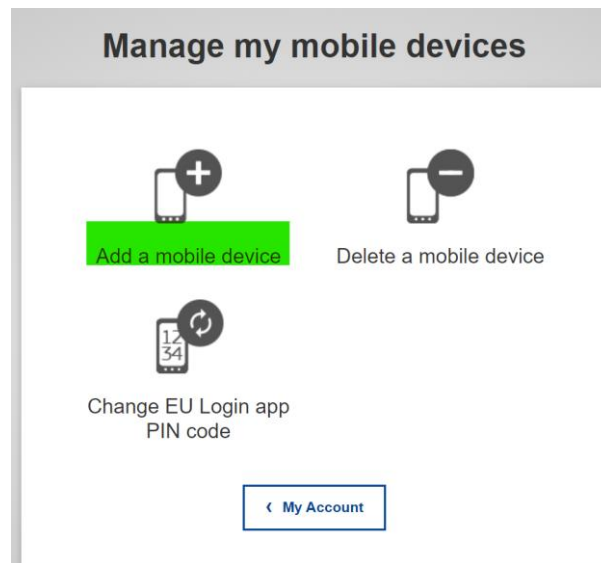 Manage my mobile devices
Add a mobile device
Delete a mobile device
12
34
Change EU Login app
PIN code
‹ My Account